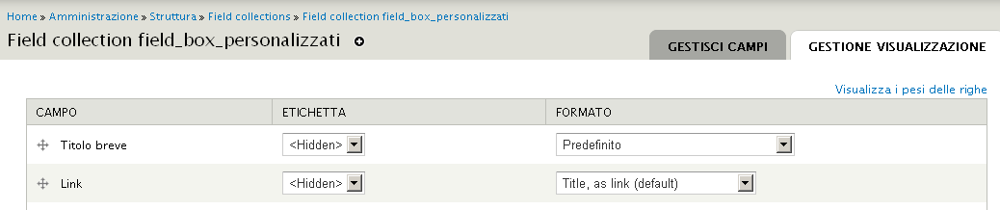 Home » Amministrazione » Struttura » Field collections » Field collection field_box_personalizzati
Field collection field_box_personalizzati
GESTISCI CAMPI GESTIONE VISUALIZZAZIONE
Visualizza i pesi delle righe
CAMPO ETICHETTA FORMATO
Titolo breve <Hidden> Predefinito
Link <Hidden> Title, as link (default)